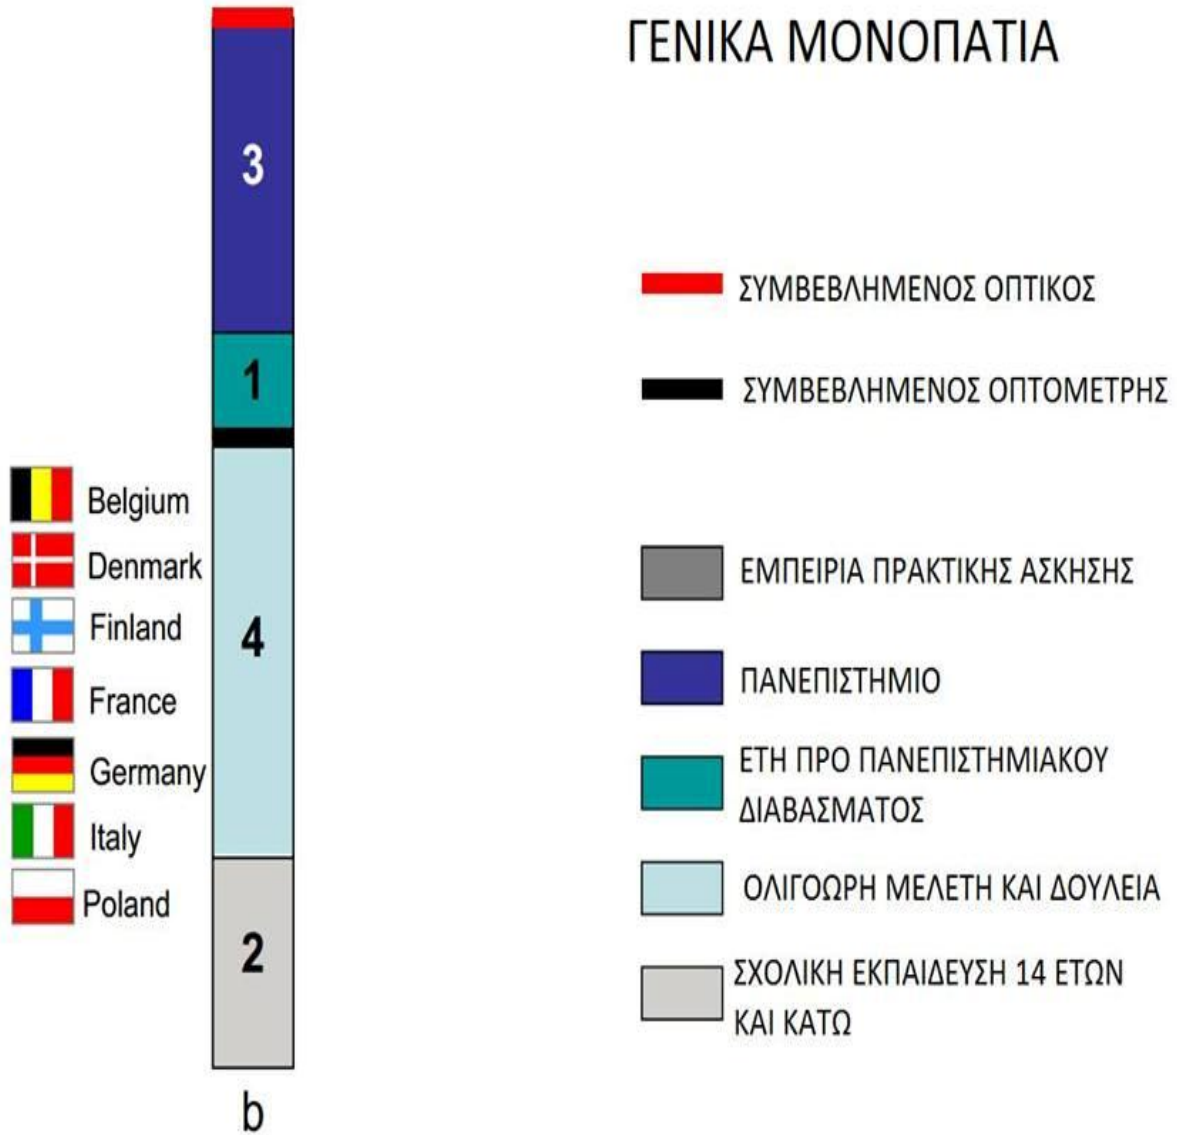 ΓΕΝΙΚΑ ΜΟΝΟΠΑΤΙΑ
3
1
4
2
b
Belgium
Denmark
Finland
France
Germany
Italy
Poland
ΣΥΜΒΕΒΛΗΜΕΝΟΣ ΟΠΤΙΚΟΣ
ΣΥΜΒΕΒΛΗΜΕΝΟΣ ΟΠΤΟΜΕΤΡΗΣ
ΕΜΠΕΙΡΙΑ ΠΡΑΚΤΙΚΗΣ ΑΣΚΗΣΗΣ
ΠΑΝΕΠΙΣΤΗΜΙΟ
ΕΤΗ ΠΡΟ ΠΑΝΕΠΙΣΤΗΜΙΑΚΟΥ
ΔΙΑΒΑΣΜΑΤΟΣ
ΟΛΙΓΟΩΡΗ ΜΕΛΕΤΗ ΚΑΙ ΔΟΥΛΕΙΑ
ΣΧΟΛΙΚΗ ΕΚΠΑΙΔΕΥΣΗ 14 ΕΤΩΝ
ΚΑΙ ΚΑΤΩ